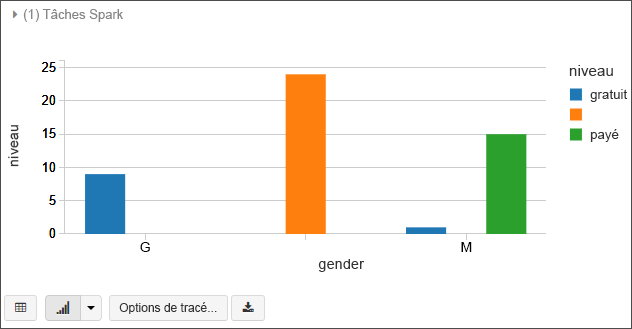 (1) Tâches Spark
niveau
25
20
15
10
5
0
niveau
gratuit
payé
G
M
gender
Options de tracé...